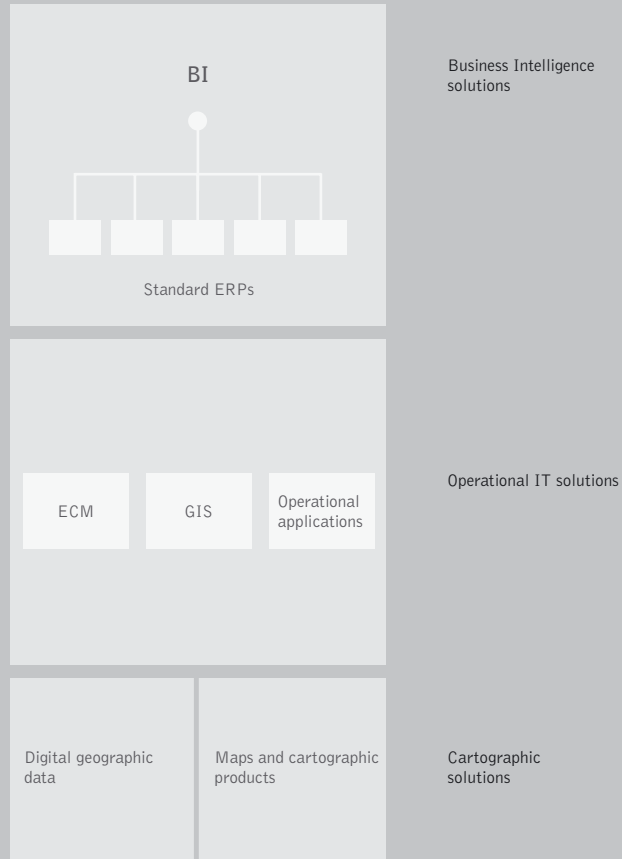 BI
Business Intelligence
solutions
Standard ERPs
ECM
GIS
Operational
applications
Operational IT solutions
Digital geographic
data
Maps and cartographic
products
Cartographic
solutions